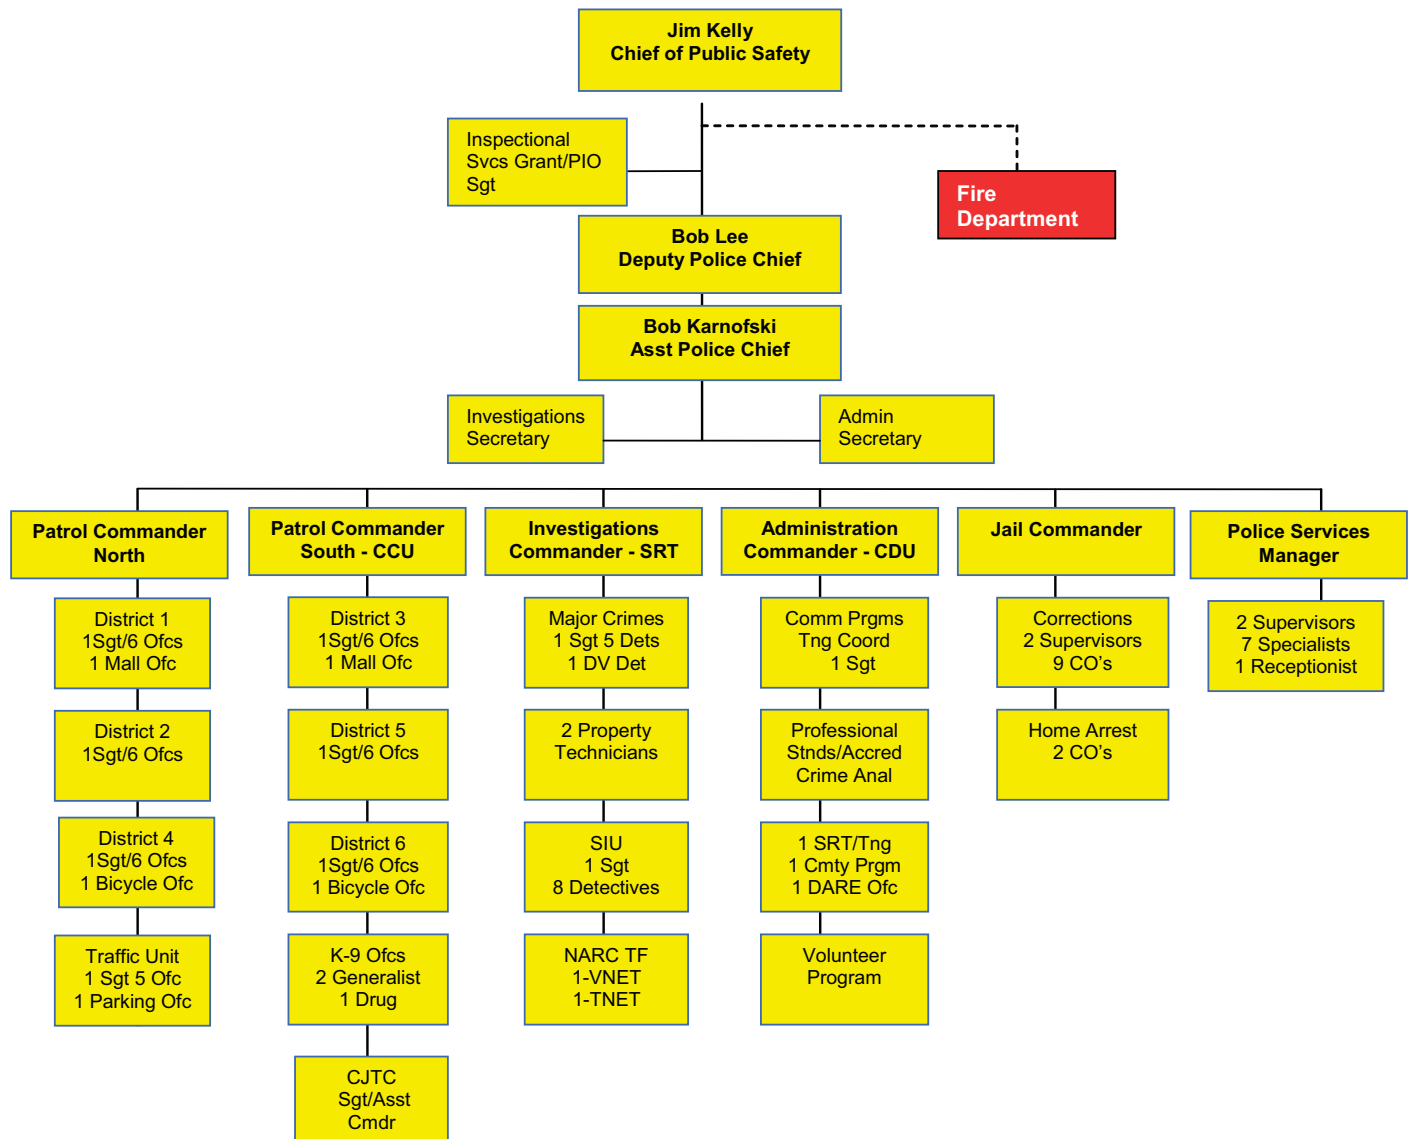 Jim Kelly
Chief of Public Safety
Inspectional
Svcs Grant/PIO
Sgt
Fire
Department
Bob Lee
Deputy Police Chief
Bob Karnofski
Asst Police Chief
Investigations
Secretary
Admin
Secretary
Patrol Commander
North
District 1
1Sgt/6 Ofcs
1 Mall Ofc
District 2
1Sgt/6 Ofcs
District 4
1Sgt/6 Ofcs
1 Bicycle Ofc
Traffic Unit
1 Sgt 5 Ofc
1 Parking Ofc
Patrol Commander
South - CCU
District 3
1Sgt/6 Ofcs
1 Mall Ofc
District 5
1Sgt/6 Ofcs
District 6
1Sgt/6 Ofcs
1 Bicycle Ofc
K-9 Ofcs
2 Generalist
1 Drug
CJTC
Sgt/Asst
Cmdr
Investigations
Commander - SRT
Major Crimes
1 Sgt 5 Dets
1 DV Det
2 Property
Technicians
SIU
1 Sgt
8 Detectives
NARC TF
1-VNET
1-TNET
Administration
Commander - CDU
Comm Prgms
Tng Coord
1 Sgt
Professional
Stnds/Accred
Crime Anal
1 SRT/Tng
1 Cmty Prgm
1 DARE Ofc
Volunteer
Program
Jail Commander
Corrections
2 Supervisors
9 CO's
Home Arrest
2 CO's
Police Services
Manager
2 Supervisors
7 Specialists
1 Receptionist